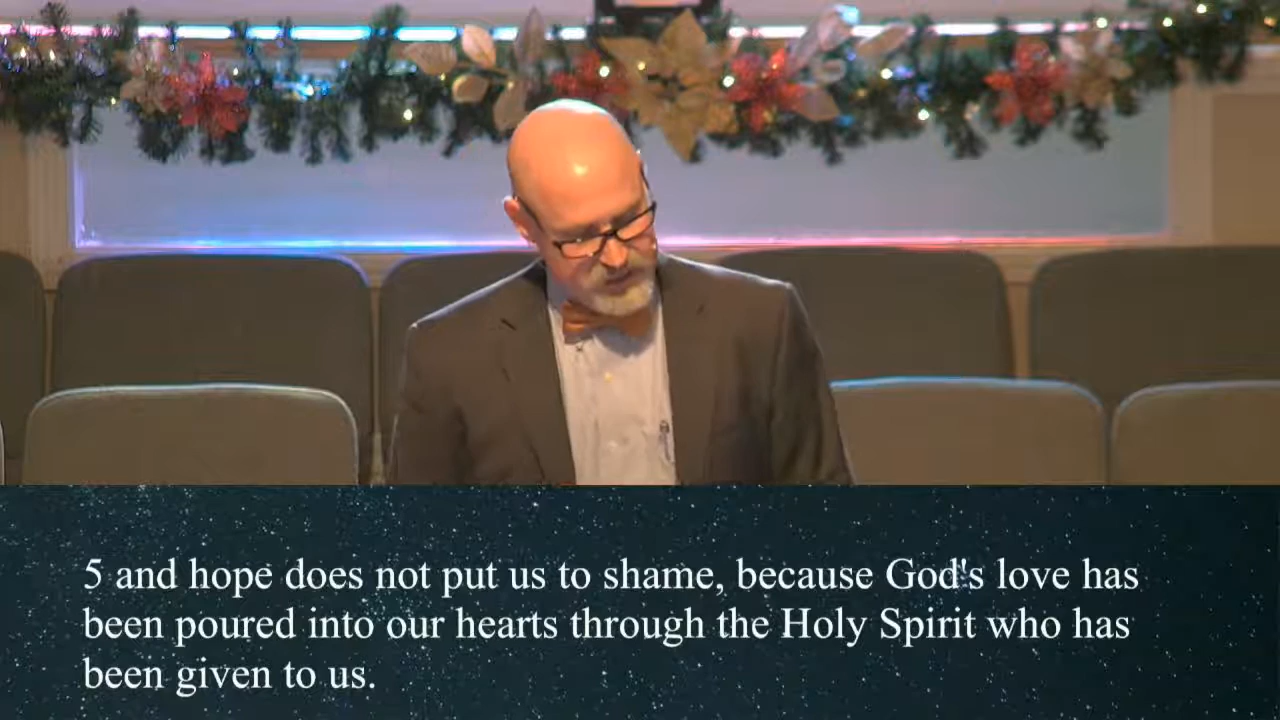 5 and hope does not put us to shame, because God's love has
been poured into our hearts through the Holy Spirit who has
been given to us.